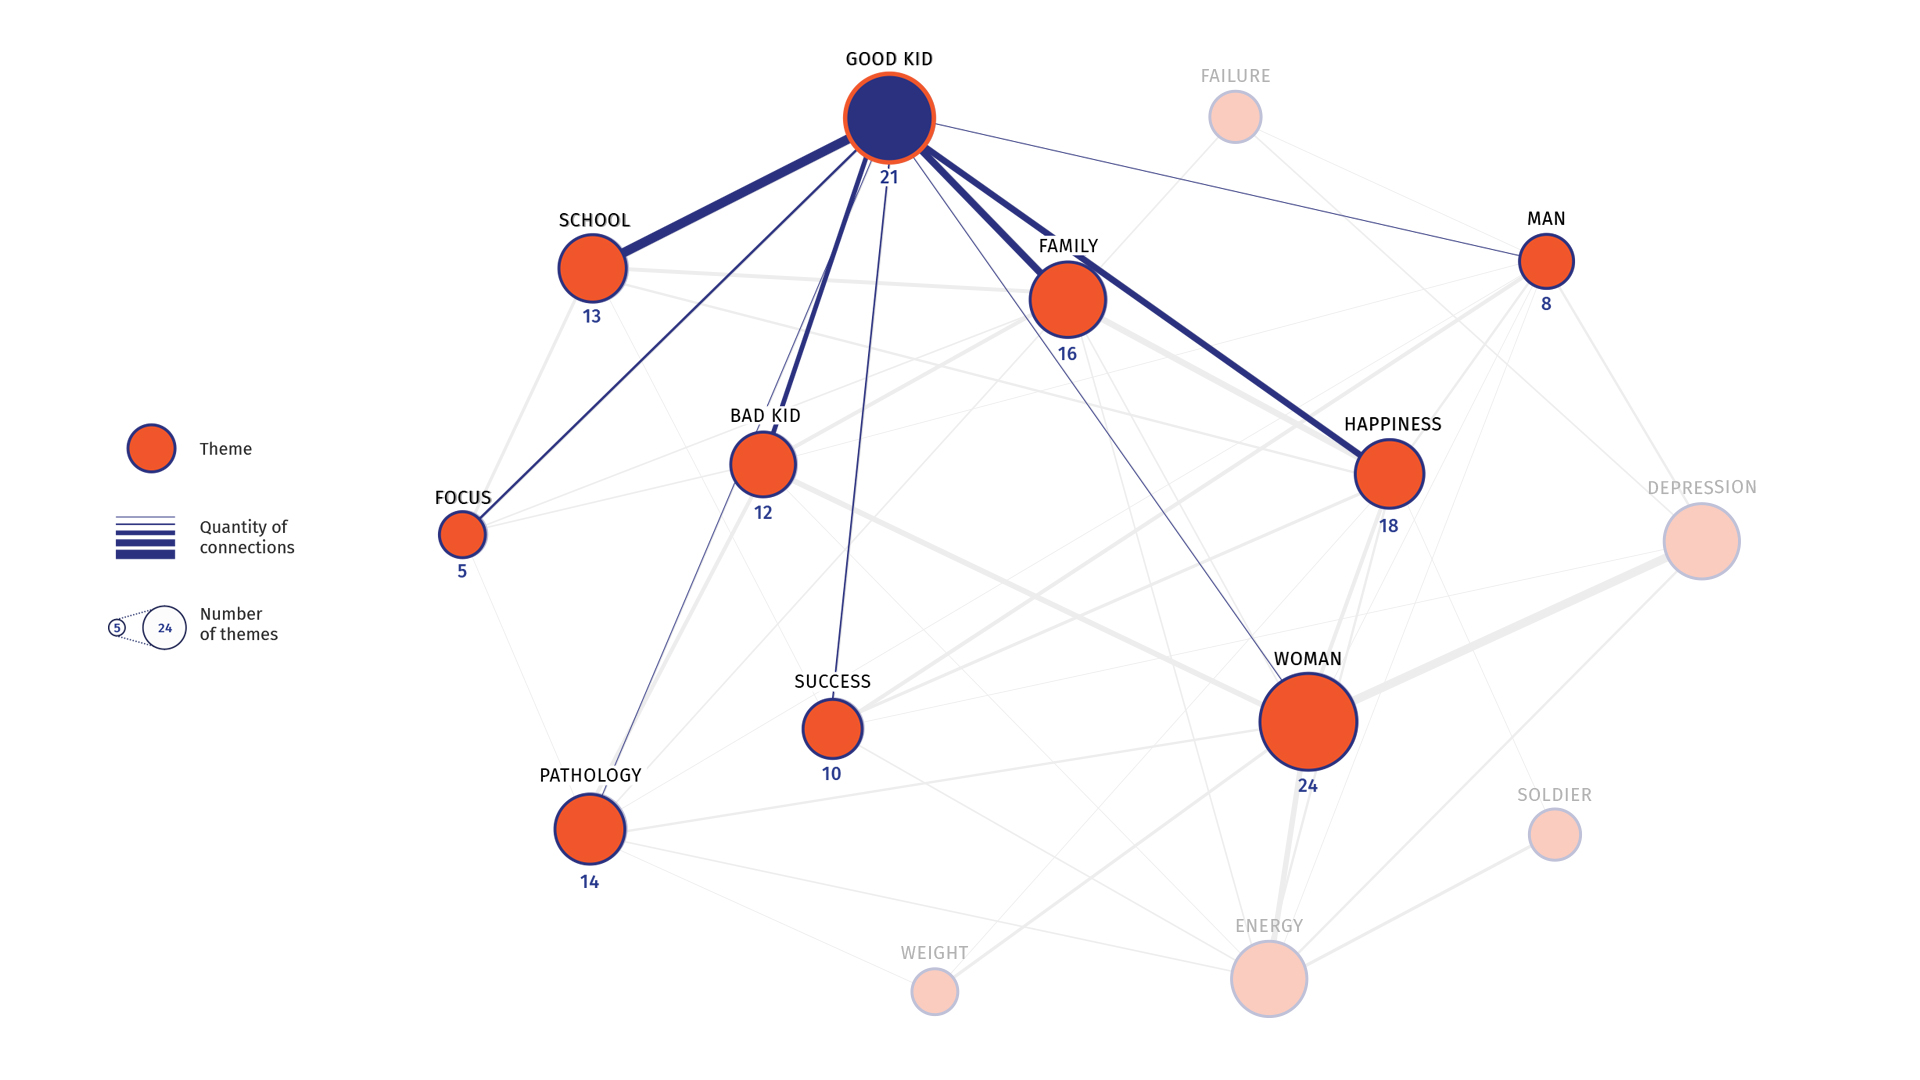 GOOD KID
21
FAILURE
SCHOOL
13
FAMILY
16
MAN
8
BAD KID
12
HAPPINESS
18
Theme
FOCUS
5
DEPRESSION
Quantity of
connections
5
24
Number
of themes
SUCCESS
10
WOMAN
24
PATHOLOGY
14
SOLDIER
ENERGY
WEIGHT